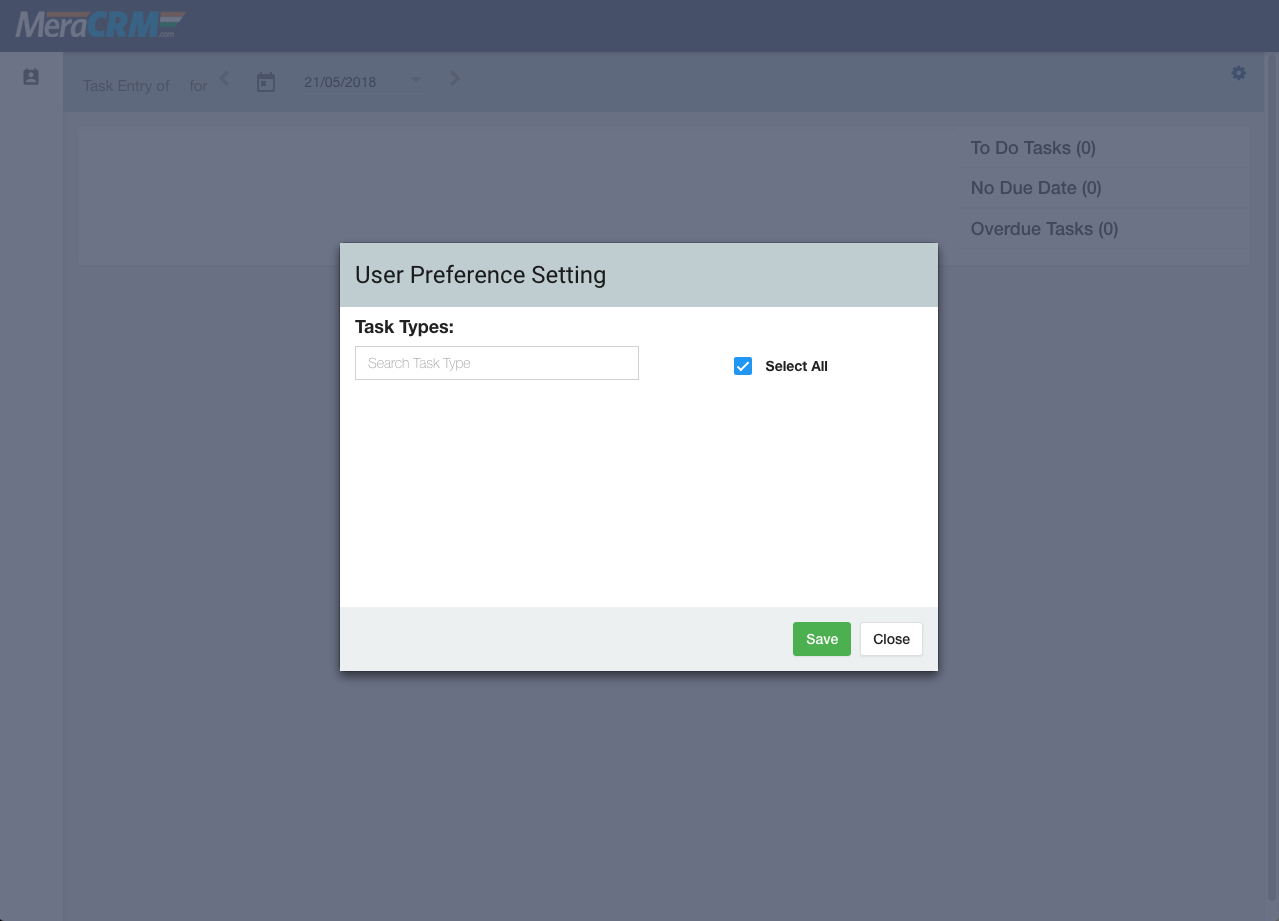 MeraCRM.com
Task Entry of for 21/05/2018
To Do Tasks (0)
No Due Date (0)
Overdue Tasks (0)
User Preference Setting
Task Types:
Search Task Type
Select All
Save Close